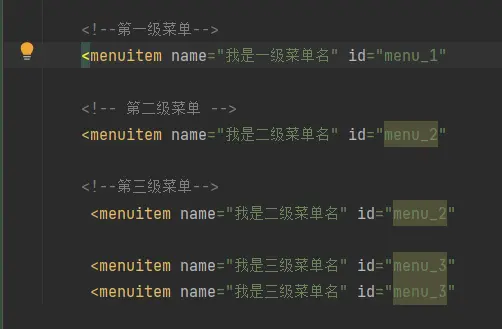 <!--第一级菜单-->
<menuitem name="我是一级菜单名" id="menu_1"
<!-- 第二级菜单 -->
<menuitem name="我是二级菜单名" id="menu_2"
<!--第三级菜单-->
<menuitem name="我是二级菜单名" id="menu_2"
<menuitem name="我是三级菜单名" id="menu_3"
<menuitem name="我是三级菜单名" id="menu_3"